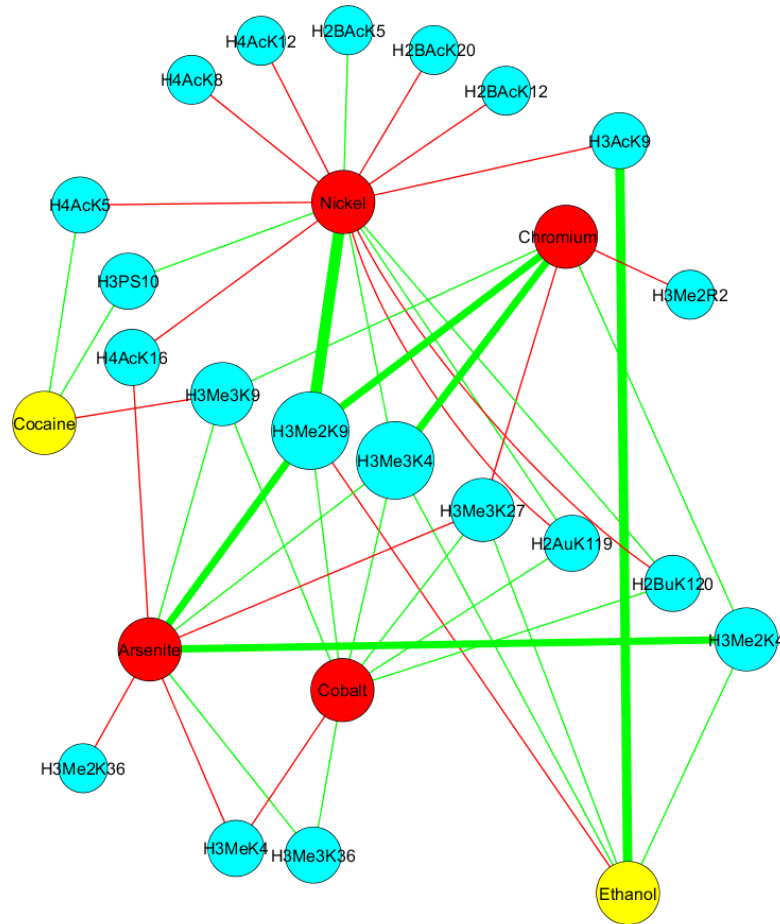 H2BAcK5
H4AcK12
H2BAcK20
H4AcK8
H2BAcK12
H3AcK9
Nickel
H4AcK5
Chromium
H3PS10
H3Me2R2
H4AcK16
H3Me3K9
Cocaine
H3Me2K9
H3Me3K4
H3Me3K27
H2AuK119
H2BuK120
H3Me2K4
Arsenite
Cobalt
H3Me2K36
H3MeK4
H3Me3K36
Ethanol